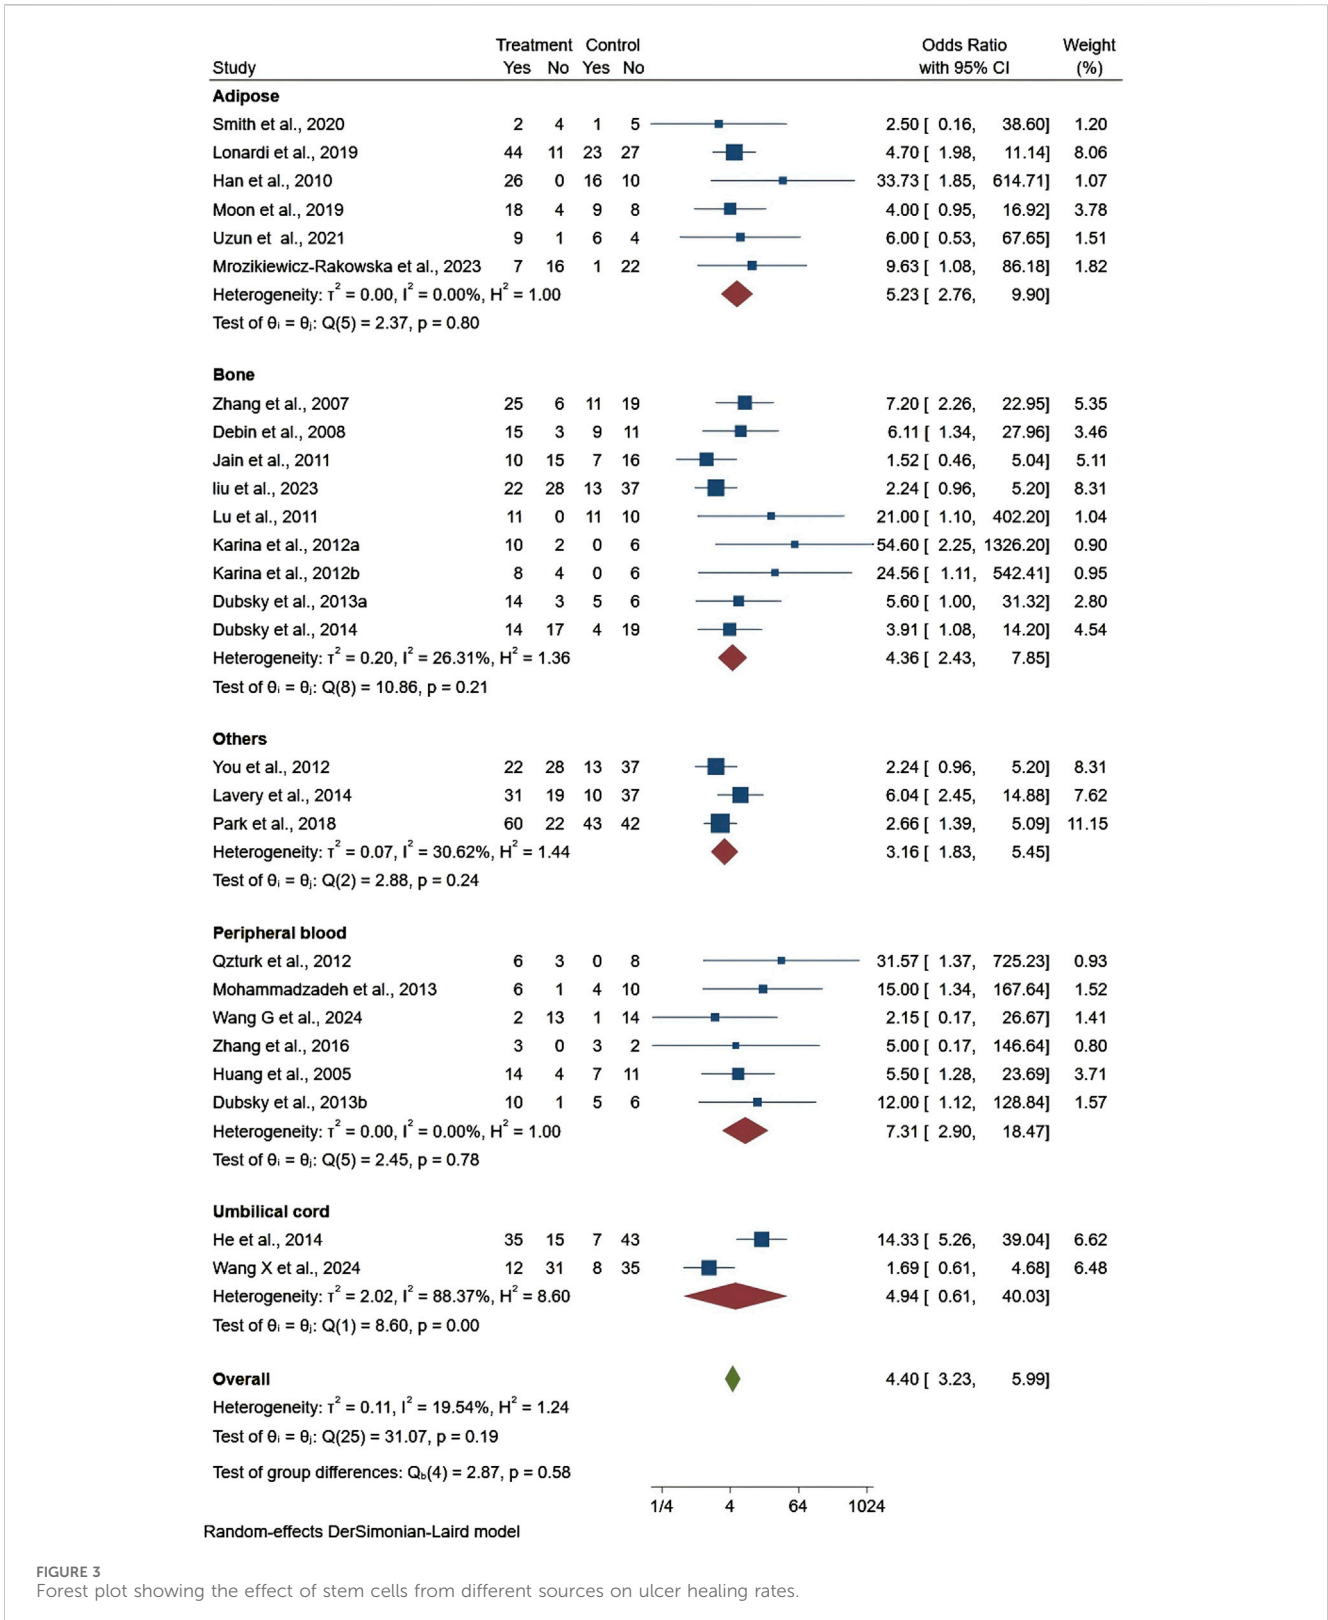 Treatment Control Odds Ratio Weight
Study Yes No Yes No with 95% CI (%)
Adipose
Smith et al., 2020 2 4 1 5 2.50 [ 0.16, 38.60] 1.20
Lonardi et al., 2019 44 11 23 27 4.70 [ 1.98, 11.14] 8.06
Han et al., 2010 26 0 16 10 33.73 [ 1.85, 614.71] 1.07
Moon et al., 2019 18 4 9 8 4.00 [ 0.95, 16.92] 3.78
Uzun et al., 2021 9 1 6 4 6.00 [ 0.53, 67.65] 1.51
Mrozikiewicz-Rakowska et al., 2023 7 16 1 22 9.63 [ 1.08, 86.18] 1.82
Heterogeneity: τ² = 0.00, I² = 0.00%, H² = 1.00 5.23 [ 2.76, 9.90]
Test of θᵢ = θⱼ: Q(5) = 2.37, p = 0.80
Bone
Zhang et al., 2007 25 6 11 19 7.20 [ 2.26, 22.95] 5.35
Debin et al., 2008 15 3 9 11 6.11 [ 1.34, 27.96] 3.46
Jain et al., 2011 10 15 7 16 1.52 [ 0.46, 5.04] 5.11
liu et al., 2023 22 28 13 37 2.24 [ 0.96, 5.20] 8.31
Lu et al., 2011 11 0 11 10 21.00 [ 1.10, 402.20] 1.04
Karina et al., 2012a 10 2 0 6 54.60 [ 2.25, 1326.20] 0.90
Karina et al., 2012b 8 4 0 6 24.56 [ 1.11, 542.41] 0.95
Dubsky et al., 2013a 14 3 5 6 5.60 [ 1.00, 31.32] 2.80
Dubsky et al., 2014 14 17 4 19 3.91 [ 1.08, 14.20] 4.54
Heterogeneity: τ² = 0.20, I² = 26.31%, H² = 1.36 4.36 [ 2.43, 7.85]
Test of θᵢ = θⱼ: Q(8) = 10.86, p = 0.21
Others
You et al., 2012 22 28 13 37 2.24 [ 0.96, 5.20] 8.31
Lavery et al., 2014 31 19 10 37 6.04 [ 2.45, 14.88] 7.62
Park et al., 2018 60 22 43 42 2.66 [ 1.39, 5.09] 11.15
Heterogeneity: τ² = 0.07, I² = 30.62%, H² = 1.44 3.16 [ 1.83, 5.45]
Test of θᵢ = θⱼ: Q(2) = 2.88, p = 0.24
Peripheral blood
Qzturk et al., 2012 6 3 0 8 31.57 [ 1.37, 725.23] 0.93
Mohammadzadeh et al., 2013 6 1 4 10 15.00 [ 1.34, 167.64] 1.52
Wang G et al., 2024 2 13 1 14 2.15 [ 0.17, 26.67] 1.41
Zhang et al., 2016 3 0 3 2 5.00 [ 0.17, 146.64] 0.80
Huang et al., 2005 14 4 7 11 5.50 [ 1.28, 23.69] 3.71
Dubsky et al., 2013b 10 1 5 6 12.00 [ 1.12, 128.84] 1.57
Heterogeneity: τ² = 0.00, I² = 0.00%, H² = 1.00 7.31 [ 2.90, 18.47]
Test of θᵢ = θⱼ: Q(5) = 2.45, p = 0.78
Umbilical cord
He et al., 2014 35 15 7 43 14.33 [ 5.26, 39.04] 6.62
Wang X et al., 2024 12 31 8 35 1.69 [ 0.61, 4.68] 6.48
Heterogeneity: τ² = 2.02, I² = 88.37%, H² = 8.60 4.94 [ 0.61, 40.03]
Test of θᵢ = θⱼ: Q(1) = 8.60, p = 0.00
Overall 4.40 [ 3.23, 5.99]
Heterogeneity: τ² = 0.11, I² = 19.54%, H² = 1.24
Test of θᵢ = θⱼ: Q(25) = 31.07, p = 0.19
Test of group differences: Q_b(4) = 2.87, p = 0.58
1/4 4 64 1024
Random-effects DerSimonian-Laird model
FIGURE 3
Forest plot showing the effect of stem cells from different sources on ulcer healing rates.